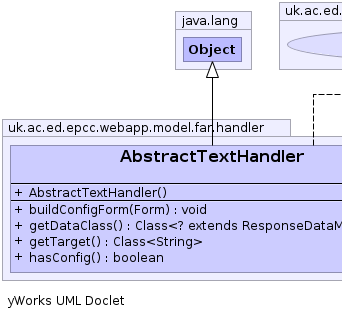 java.lang
uk.ac.ed.
Object
uk.ac.ed.epcc.webapp.model.far.handler
AbstractTextHandler
+ AbstractTextHandler()
+ buildConfigForm(Form) : void
+ getDataClass() : Class<? extends ResponseDataM
+ getTarget() : Class<String>
+ hasConfig() : boolean
yWorks UML Doclet